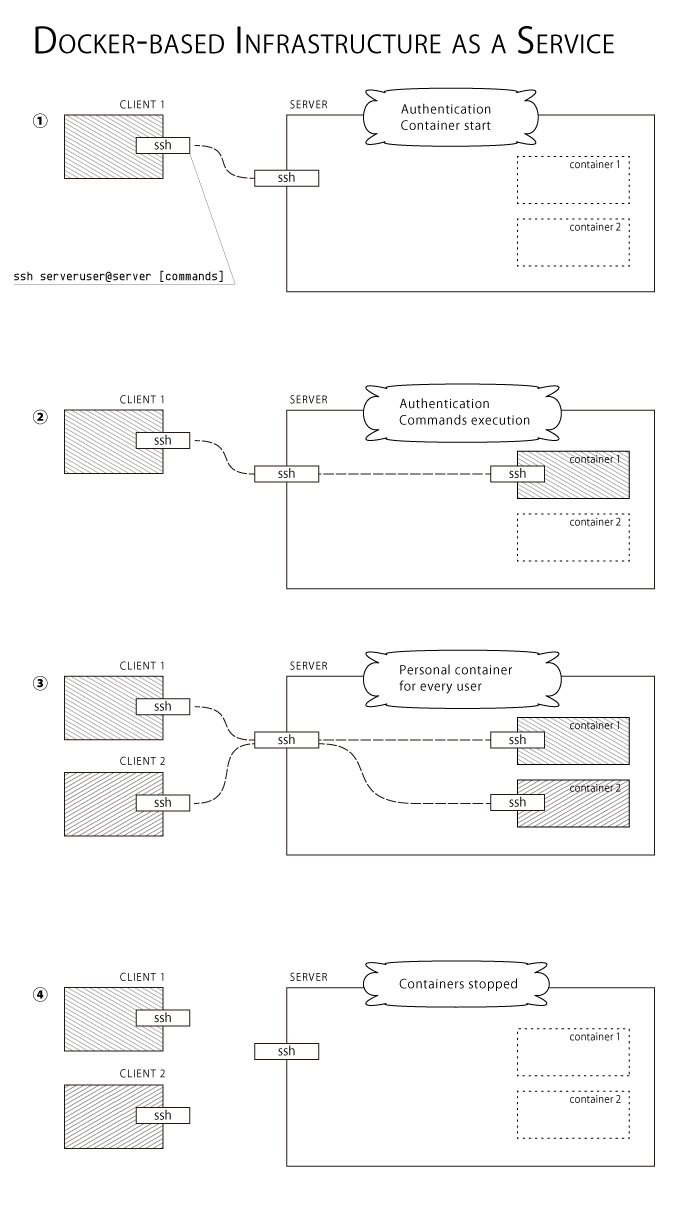 Docker-based Infrastructure as a Service
1
CLIENT 1
SERVER
Authentication
Container start
ssh
ssh
container 1
container 2
ssh serveruser@server [commands]
2
CLIENT 1
SERVER
Authentication
Commands execution
ssh
ssh
ssh
container 1
container 2
3
CLIENT 1
SERVER
Personal container
for every user
ssh
ssh
ssh
container 1
CLIENT 2
ssh
ssh
container 2
4
CLIENT 1
SERVER
Containers stopped
ssh
ssh
container 1
CLIENT 2
ssh
container 2